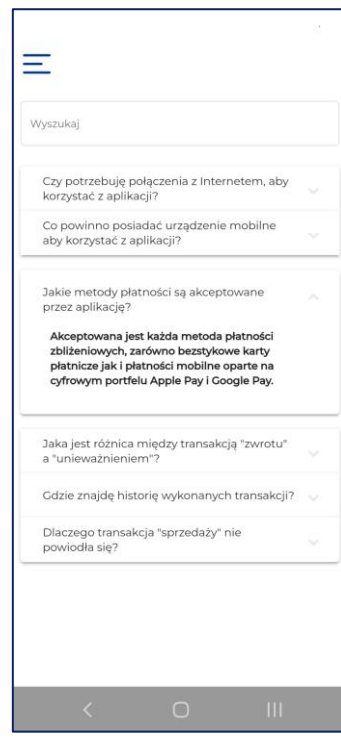 Wyszukaj
Czy potrzebuję połączenia z Internetem, aby
korzystać z aplikacji?
Co powinno posiadać urządzenie mobilne
aby korzystać z aplikacji?
Jakie metody płatności są akceptowane
przez aplikację?
Akceptowana jest każda metoda płatności
zbliżeniowych, zarówno bezstykowe karty
płatnicze jak i płatności mobilne oparte na
cyfrowym portfelu Apple Pay i Google Pay.
Jaka jest różnica między transakcją "zwrotu"
a "unieważnieniem"?
Gdzie znajdę historię wykonanych transakcji?
Dlaczego transakcja "sprzedaży" nie
powiodła się?